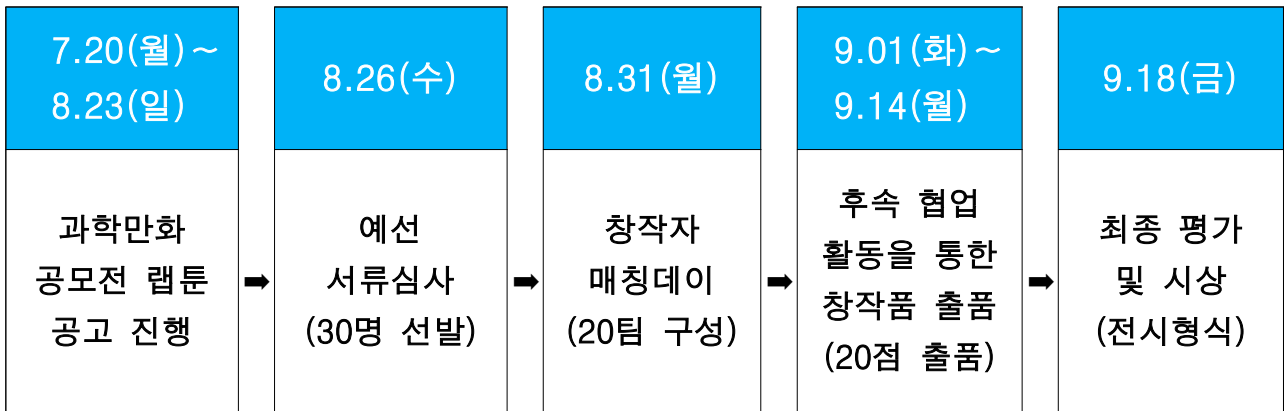 7.20(월)~
8.23(일)
과학만화
공모전 랩툰
공고 진행
➡
8.26(수)
예선
서류심사
(30명 선발)
➡
8.31(월)
창작자
매칭데이
(20팀 구성)
➡
9.01(화)~
9.14(월)
후속 협업
활동을 통한
창작품 출품
(20점 출품)
➡
9.18(금)
최종 평가
및 시상
(전시형식)